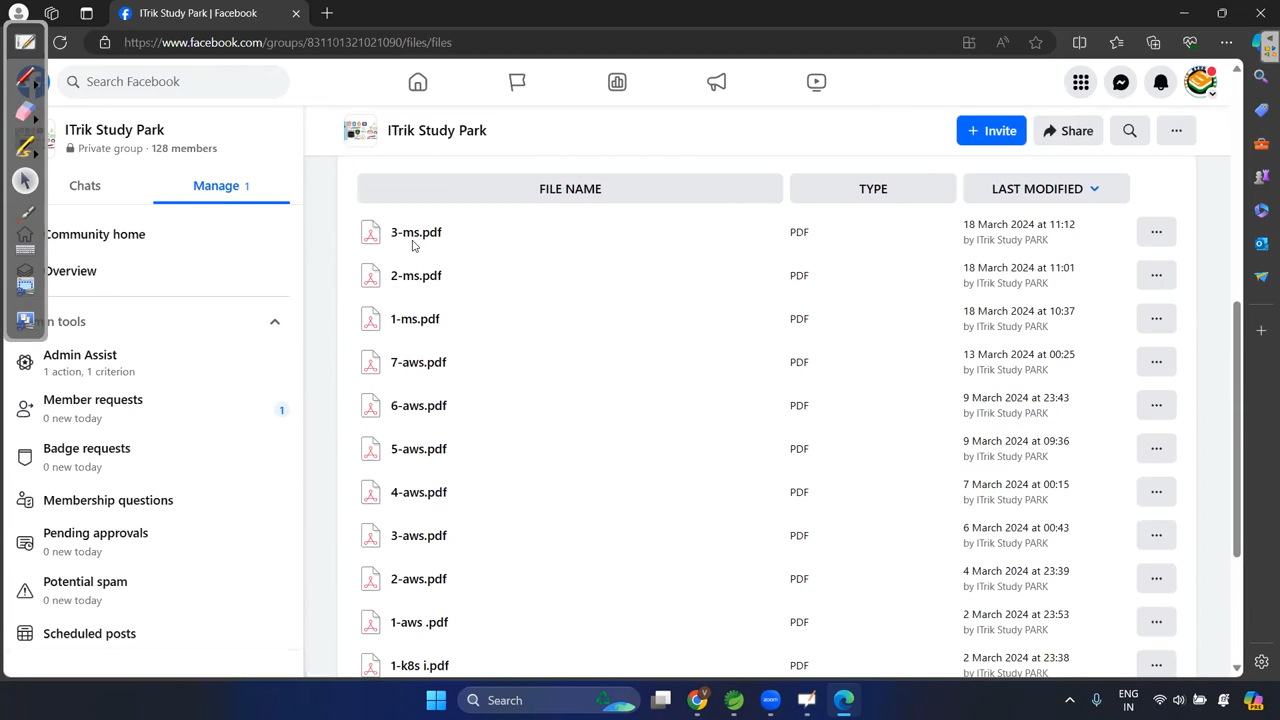 ITrik Study Park | Facebook
https://www.facebook.com/groups/831101321021090/files/files
Search Facebook
ITrik Study Park
Private group · 128 members
Chats
Manage 1
Community home
Overview
min tools
Admin Assist
1 action, 1 criterion
Member requests
0 new today
1
Badge requests
0 new today
Membership questions
Pending approvals
0 new today
Potential spam
0 new today
Scheduled posts
ITrik Study Park
+ Invite
Share
FILE NAME TYPE LAST MODIFIED
3-ms.pdf PDF 18 March 2024 at 11:12
by ITrik Study PARK
2-ms.pdf PDF 18 March 2024 at 11:01
by ITrik Study PARK
1-ms.pdf PDF 18 March 2024 at 10:37
by ITrik Study PARK
7-aws.pdf PDF 13 March 2024 at 00:25
by ITrik Study PARK
6-aws.pdf PDF 9 March 2024 at 23:43
by ITrik Study PARK
5-aws.pdf PDF 9 March 2024 at 09:36
by ITrik Study PARK
4-aws.pdf PDF 7 March 2024 at 00:15
by ITrik Study PARK
3-aws.pdf PDF 6 March 2024 at 00:43
by ITrik Study PARK
2-aws.pdf PDF 4 March 2024 at 23:39
by ITrik Study PARK
1-aws .pdf PDF 2 March 2024 at 23:53
by ITrik Study PARK
1-k8s i.pdf PDF 2 March 2024 at 23:38
by ITrik Study PARK
Search
zoom
ENG
IN